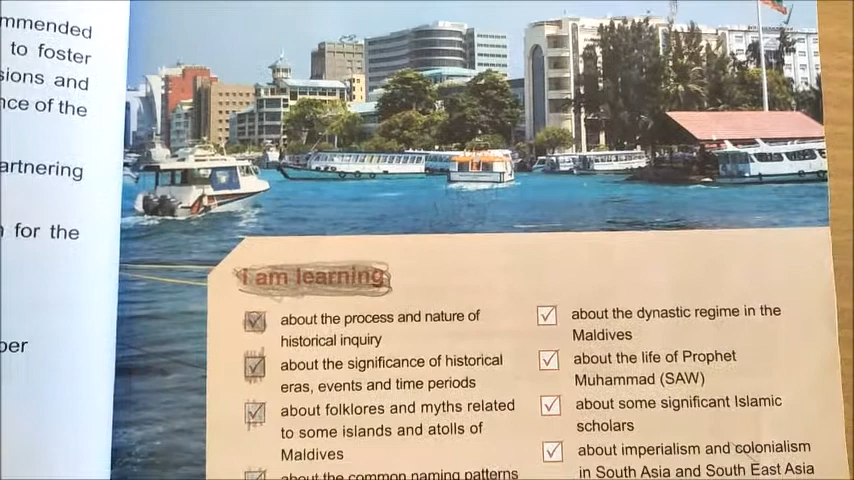 mmended
to foster
sions and
nce of the
artnering
for the
per
I am learning
about the process and nature of
historical inquiry
about the significance of historical
eras, events and time periods
about folklores and myths related
to some islands and atolls of
Maldives
about the common naming patterns
about the dynastic regime in the
Maldives
about the life of Prophet
Muhammad (SAW)
about some significant Islamic
scholars
about imperialism and colonialism
in South Asia and South East Asia